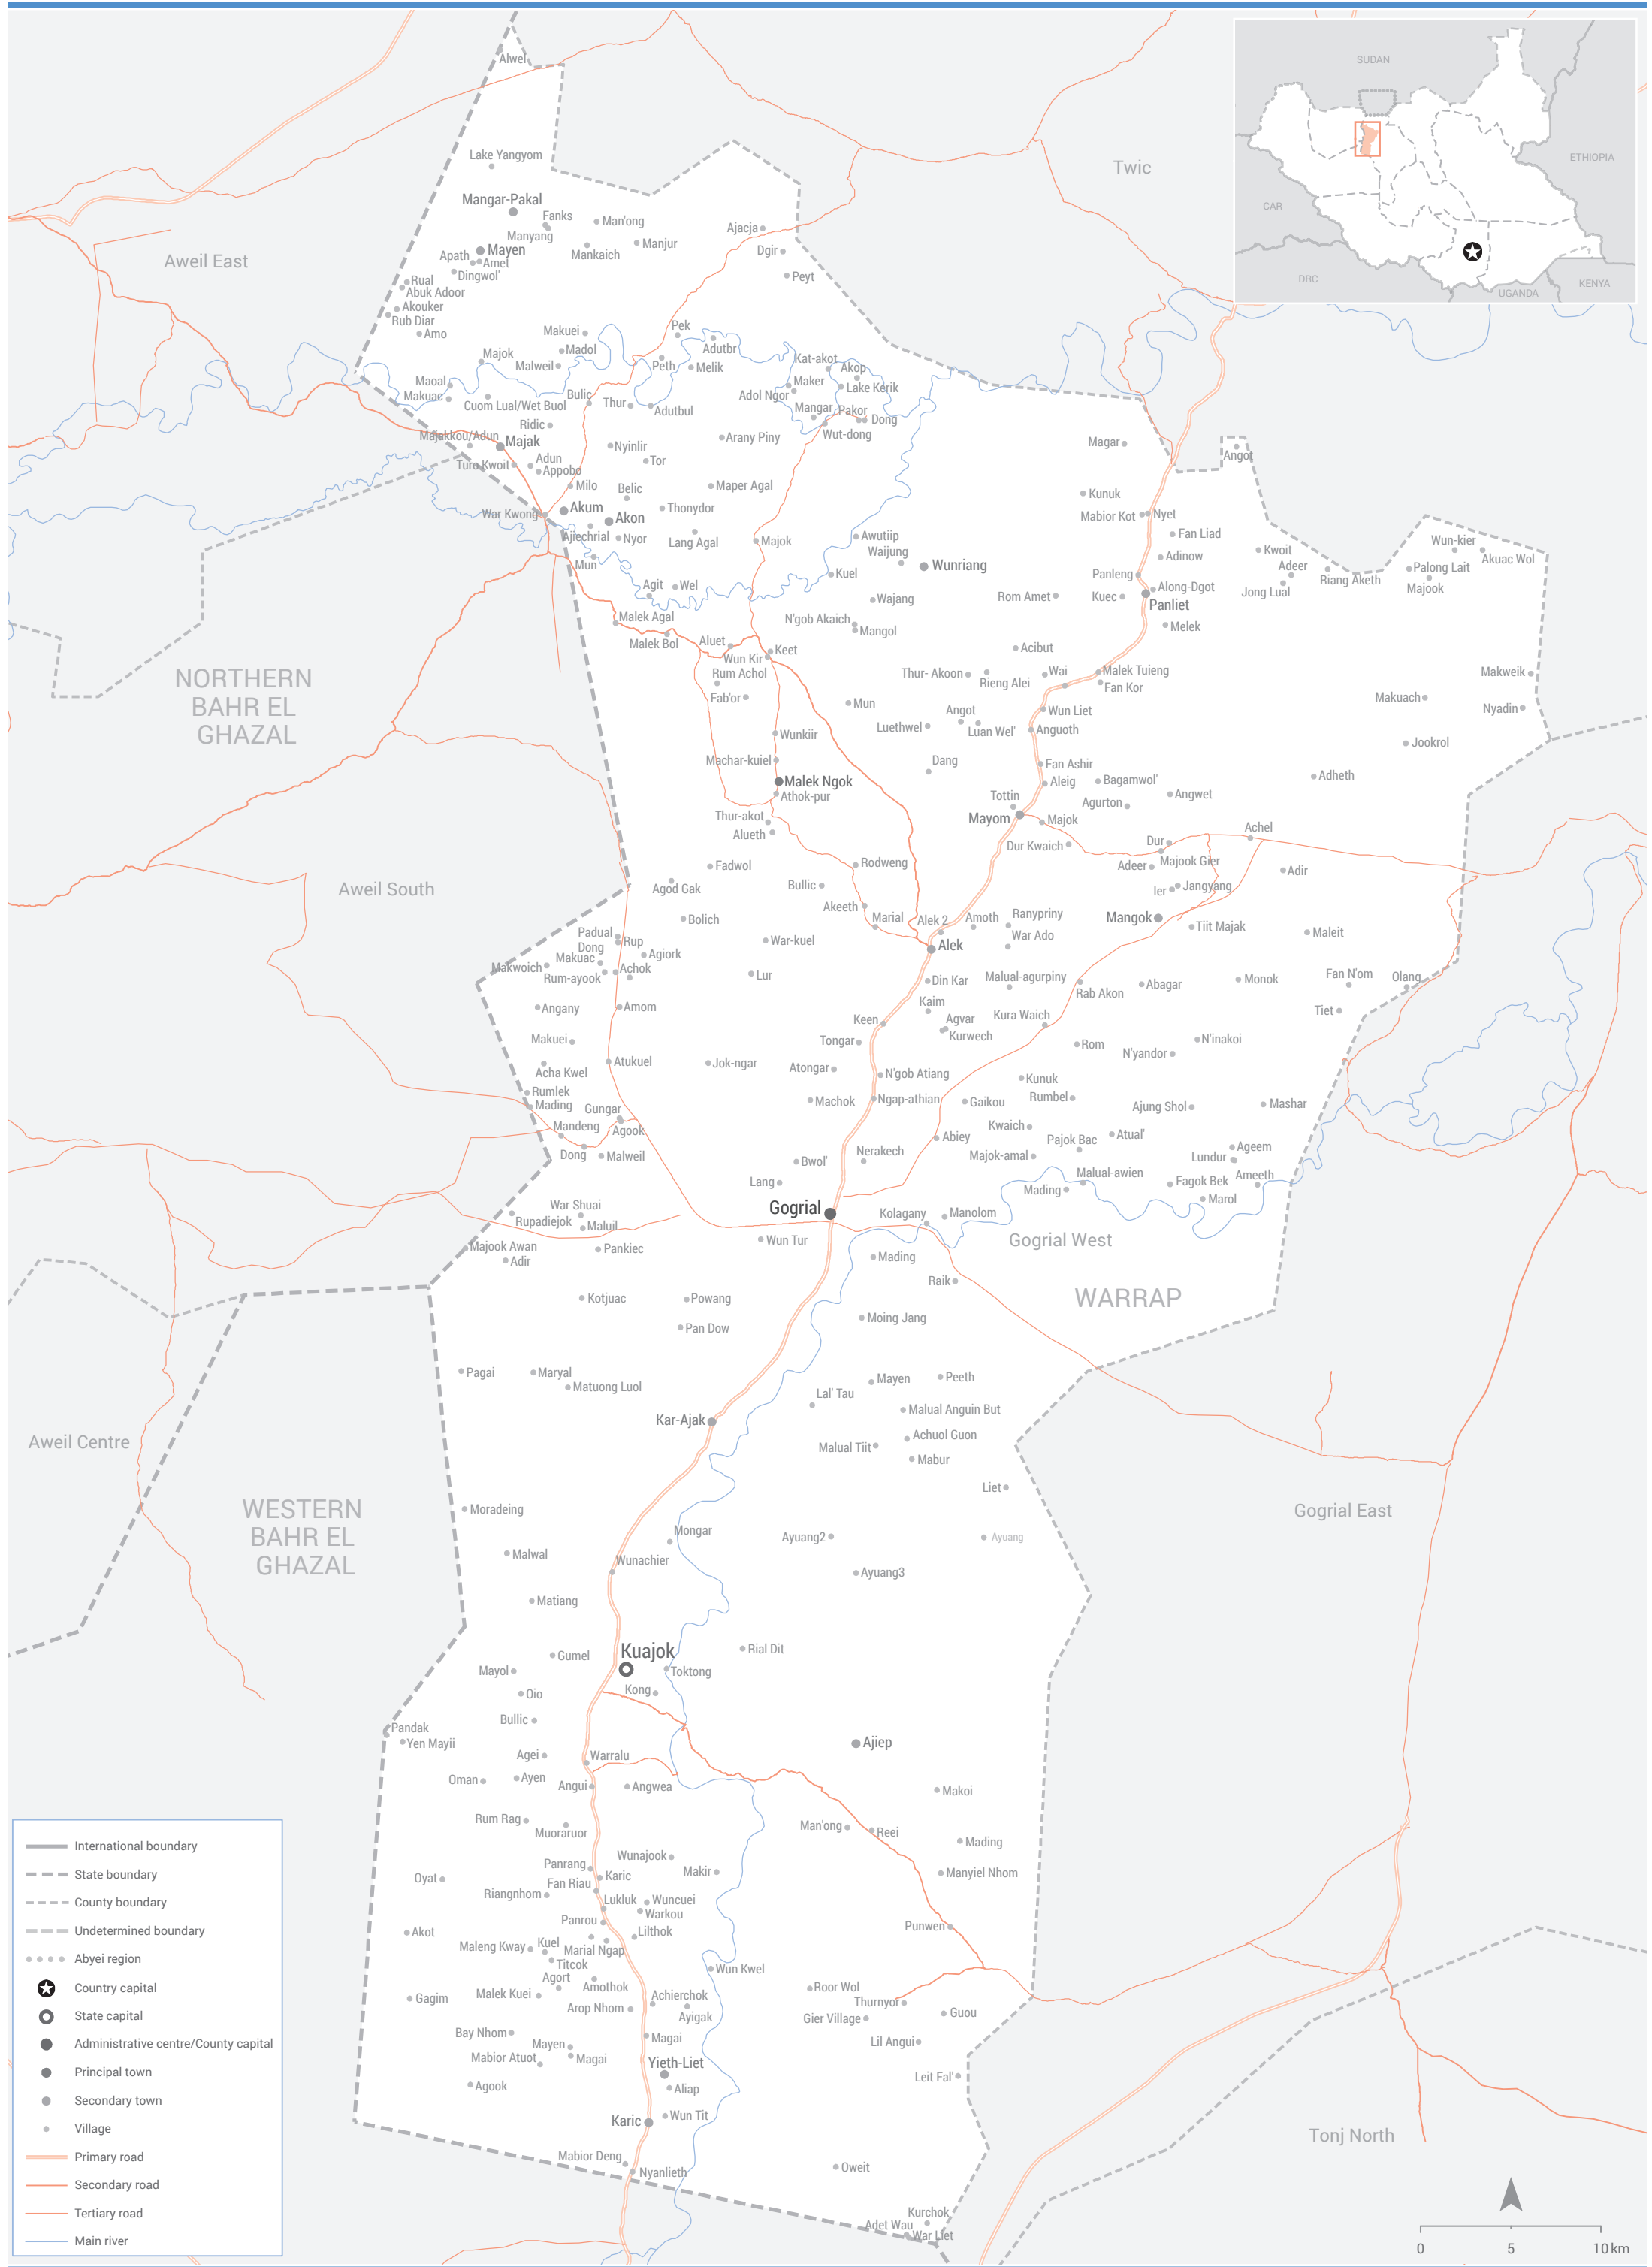 Alwel
SUDAN
ETHIOPIA
CAR
DRC
UGANDA
KENYA
Twic
Lake Yangyom
Mangar-Pakal
Fanks
Man'ong
Manyang
Ajacja
Manjur
Mankaich
Mayen
Apath
Amet
Dgir
Aweil East
Dingwol'
Peyt
Rual
Abuk Adoor
Akouker
Rub Diar
Amo
Makuei
Pek
Adutbr
Madol
Majok
Malweil
Peth
Melik
Kat-akot
Akop
Maker
Lake Kerik
Adol Ngor
Maoal
Makuac
Cuom Lual/Wet Buol
Bulic
Thur
Adutbul
Mangar
Pakor
Dong
Wut-dong
Ridic
Majakkou/Adun
Majak
Nyinlir
Arany Piny
Magar
Angot
Turo Kwoit
Adun
Appobo
Tor
Milo
Belic
Maper Agal
Kunuk
War Kwong
Akum
Akon
Thonydor
Mabior Kot
Nyet
Ajiechrial
Nyor
Lang Agal
Majok
Awutiip
Waijung
Fan Liad
Adinow
Kwoit
Wun-kier
Akuac Wol
Mun
Kuel
Wunriang
Panleng
Adeer
Riang Aketh
Palong Lait
Majook
Jong Lual
Agit
Wel
Wajang
Rom Amet
Kuec
Along-Dgot
Panliet
Malek Agal
N'gob Akaich
Mangol
Melek
Malek Bol
Aluet
Wun Kir
Keet
Acibut
NORTHERN
BAHR EL
GHAZAL
Rum Achol
Fab'or
Thur- Akoon
Rieng Alei
Wai
Malek Tuieng
Fan Kor
Makweik
Makuach
Nyadin
Mun
Angot
Luethwel
Luan Wel'
Wun Liet
Anguoth
Wunkiir
Jookrol
Machar-kuiel
Dang
Fan Ashir
Aleig
Bagamwol'
Adheth
Malek Ngok
Athok-pur
Tottin
Agurton
Angwet
Mayom
Majok
Thur-akot
Alueth
Dur Kwaich
Dur
Achel
Majook Gier
Adeer
Adir
Fadwol
Rodweng
Aweil South
Agod Gak
Bullic
Ier
Jangyang
Akeeth
Bolich
Marial
Alek 2
Amoth
Ranypriny
Mangok
Tiit Majak
Maleit
Padual
Rup
Dong
War-kuel
Alek
War Ado
Makuac
Agiork
Makwoich
Rum-ayook
Achok
Lur
Din Kar
Malual-agurpiny
Rab Akon
Abagar
Monok
Fan N'om
Olang
Angany
Amom
Kaim
Tiet
Keen
Agvar
Kurwech
Kura Waich
Makuei
Tongar
Rom
N'inakoi
N'yandor
Acha Kwel
Atukuel
Jok-ngar
Atongar
N'gob Atiang
Kunuk
Rumlek
Mading
Machok
Ngap-athian
Gaikou
Rumbel
Ajung Shol
Mashar
Gungar
Mandeng
Agook
Kwaich
Abiey
Atual'
Pajok Bac
Ageem
Dong
Malweil
Bwol'
Nerakech
Majok-amal
Lundur
Ameeth
Malual-awien
Lang
Mading
Fagok Bek
Marol
War Shuai
Rupadiejok
Maluil
Gogrial
Kolagany
Manolom
Wun Tur
Gogrial West
Majook Awan
Adir
Pankiec
Mading
Raik
WARRAP
Kotjuac
Powang
Moing Jang
Pan Dow
Pagai
Maryal
Matuong Luol
Mayen
Peeth
Lal' Tau
Malual Anguin But
Kar-Ajak
Achuol Guon
Malual Tiit
Mabur
Aweil Centre
Liet
WESTERN
BAHR EL
GHAZAL
Moradeing
Gogrial East
Mongar
Ayuang2
Ayuang
Malwal
Wunachier
Ayuang3
Matiang
Kuajok
Rial Dit
Gumel
Mayol
Toktong
Oio
Kong
Bullic
Pandak
Yen Mayii
Ajiep
Agei
Warralu
Oman
Ayen
Angui
Angwea
Makoi
Rum Rag
Muoraruor
Man'ong
Reei
Mading
Wunajook
Panrang
Makir
Manyiel Nhom
Oyat
Karic
Fan Riau
Riangnhom
Lukluk
Wuncuei
Warkou
Panrou
Akot
Lilthok
Punwen
Maleng Kway
Kuel
Marial Ngap
Titcok
Wun Kwel
Agort
Amothok
Roor Wol
Gagim
Malek Kuei
Achierchok
Arop Nhom
Ayigak
Thurnyor
Gier Village
Guou
Bay Nhom
Mayen
Magai
Lil Angui
Mabior Atuot
Magai
Yieth-Liet
Agook
Aliap
Leit Fal'
Karic
Wun Tit
Tonj North
Mabior Deng
Nyanlieth
Oweit
Kurchok
Adet Wau
War Liet
International boundary
State boundary
County boundary
Undetermined boundary
Abyei region
Country capital
State capital
Administrative centre/County capital
Principal town
Secondary town
Village
Primary road
Secondary road
Tertiary road
Main river
0 5 10 km